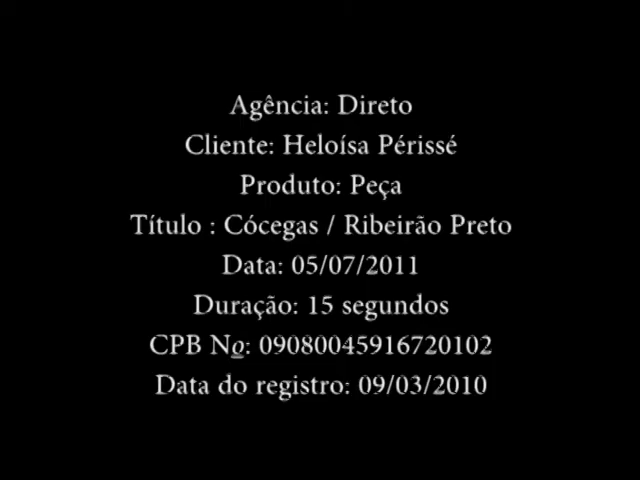 Agência: Direto
Cliente: Heloísa Périssé
Produto: Peça
Título : Cócegas / Ribeirão Preto
Data: 05/07/2011
Duração: 15 segundos
CPB Nº: 09080045916720102
Data do registro: 09/03/2010